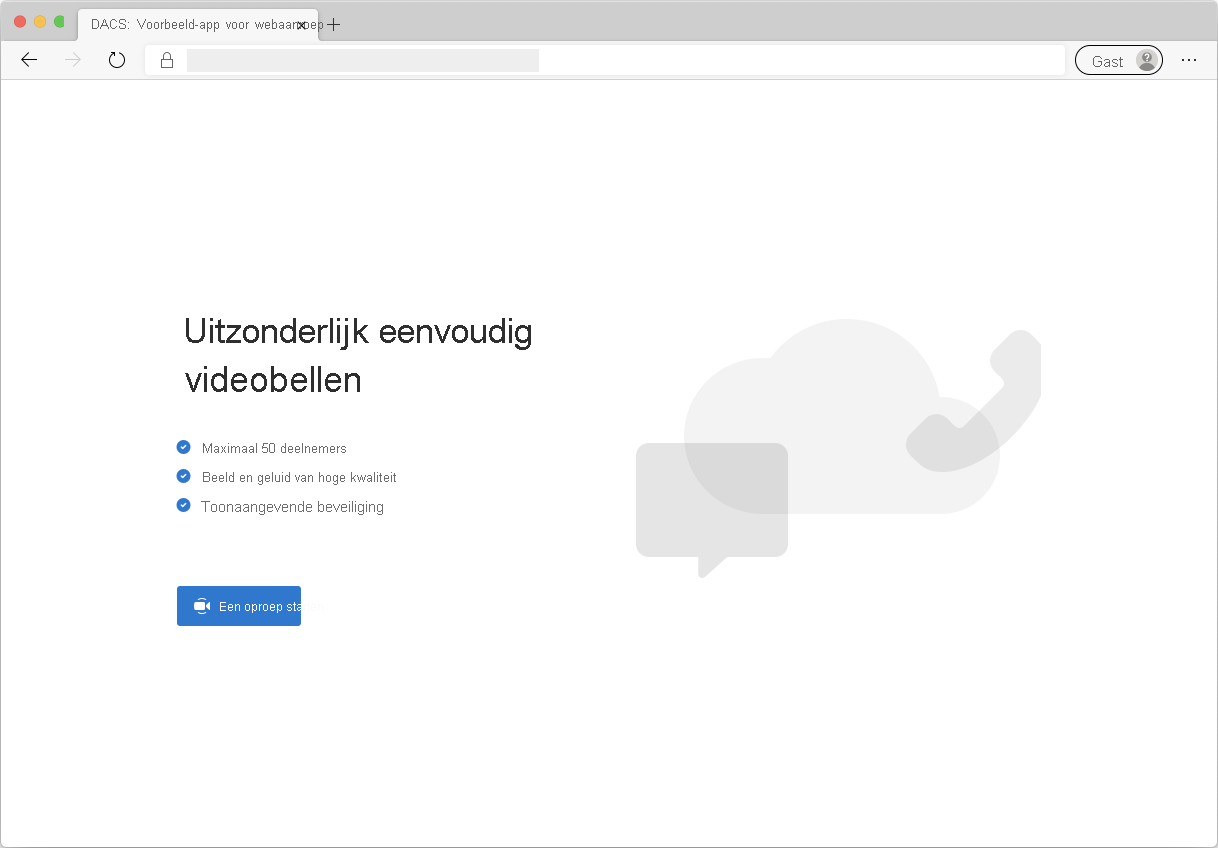 DACS: Voorbeeld-app voor webaanroep
Gast
Uitzonderlijk eenvoudig
videobellen
Maximaal 50 deelnemers
Beeld en geluid van hoge kwaliteit
Toonaangevende beveiliging
Een oproep sta